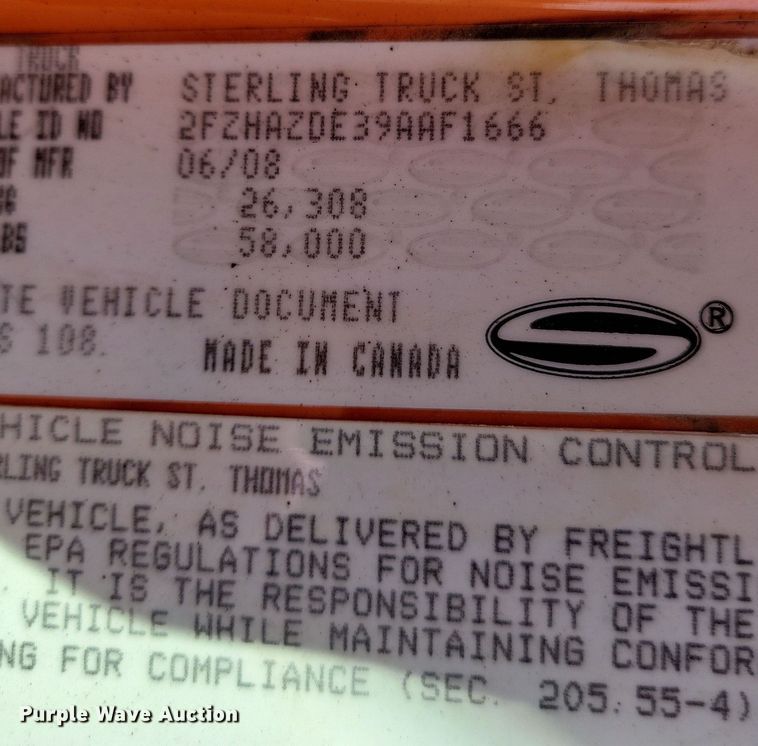 TRUCK
ACTURED BY STERLING TRUCK ST. THOMAS
LE ID NO 2FZHAZDE39AAF1666
OF MFR 06/08
KG 26,308
LBS 58,000
TE VEHICLE DOCUMENT
S 108.
MADE IN CANADA
®
HICLE NOISE EMISSION CONTROL
RLING TRUCK ST. THOMAS
VEHICLE, AS DELIVERED BY FREIGHTL
EPA REGULATIONS FOR NOISE EMISSI
. IT IS THE RESPONSIBILITY OF THE
VEHICLE WHILE MAINTAINING CONFOR
NG FOR COMPLIANCE (SEC. 205.55-4)
Purple Wave Auction